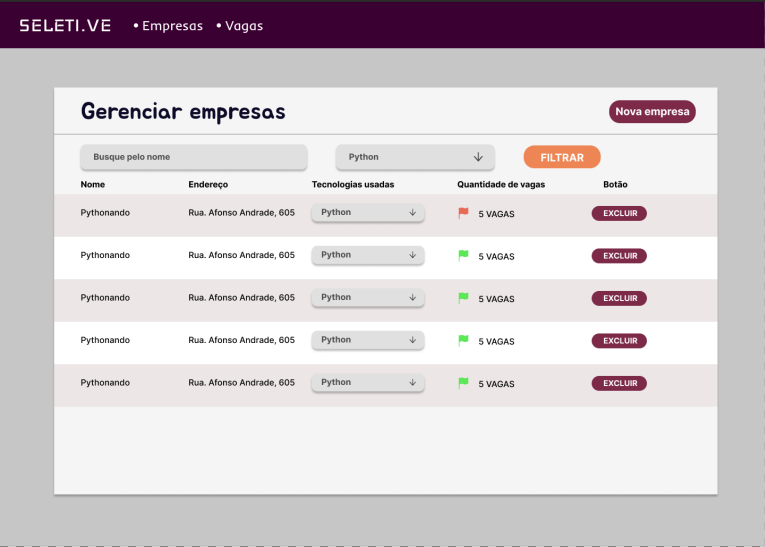 SELETI.VE • Empresas • Vagas
Gerenciar empresas Nova empresa
Busque pelo nome Python FILTRAR
Nome Endereço Tecnologias usadas Quantidade de vagas Botão
Pythonando Rua. Afonso Andrade, 605 Python 5 VAGAS EXCLUIR
Pythonando Rua. Afonso Andrade, 605 Python 5 VAGAS EXCLUIR
Pythonando Rua. Afonso Andrade, 605 Python 5 VAGAS EXCLUIR
Pythonando Rua. Afonso Andrade, 605 Python 5 VAGAS EXCLUIR
Pythonando Rua. Afonso Andrade, 605 Python 5 VAGAS EXCLUIR